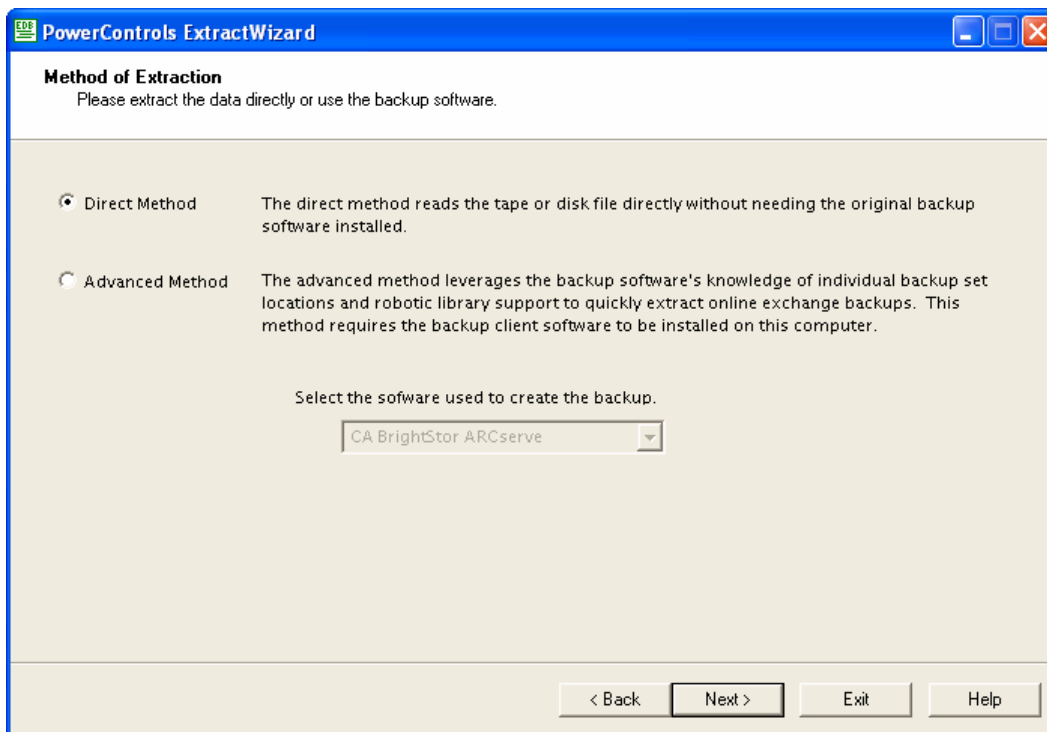 EDB PowerControls ExtractWizard
Method of Extraction
Please extract the data directly or use the backup software.
Direct Method
The direct method reads the tape or disk file directly without needing the original backup
software installed.
Advanced Method
The advanced method leverages the backup software's knowledge of individual backup set
locations and robotic library support to quickly extract online exchange backups. This
method requires the backup client software to be installed on this computer.
Select the sofware used to create the backup.
CA BrightStor ARCserve
< Back Next > Exit Help